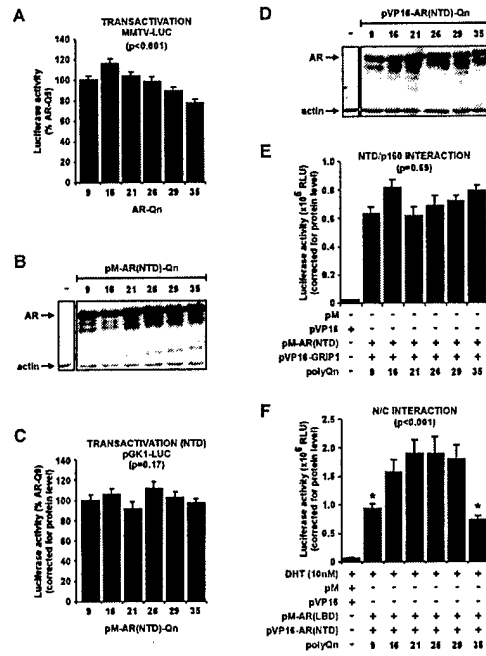 A
TRANSACTIVATION
MMTV-LUC
(p<0.001)
Luciferase activity
(% AR-Q9)
140
120
100
80
60
40
20
0
9 16 21 26 29 35
AR-Qn
B
pM-AR(NTD)-Qn
- 9 16 21 26 29 35
AR
actin
C
TRANSACTIVATION (NTD)
pGK1-LUC
(p=0.17)
Luciferase activity (% AR-Q9)
(corrected for protein level)
140
120
100
80
60
40
20
0
9 16 21 26 29 35
pM-AR(NTD)-Qn
D
pVP16-AR(NTD)-Qn
- 9 16 21 26 29 35
AR
actin
E
NTD/p160 INTERACTION
(p=0.69)
Luciferase activity (x10⁶ RLU)
(corrected for protein level)
1.0
0.8
0.6
0.4
0.2
0
pM + - - - - - -
pVP16 + - - - - - -
pM-AR(NTD) - + + + + + +
pVP16-GRIP1 - + + + + + +
polyQn 9 16 21 26 29 35
F
N/C INTERACTION
(p<0.001)
Luciferase activity (x10⁶ RLU)
(corrected for protein level)
2.5
2.0
1.5
1.0
0.5
0
* *
DHT (10nM) + + + + + + +
pM + - - - - - -
pVP16 + - - - - - -
pM-AR(LBD) - + + + + + +
pVP16-AR(NTD) - + + + + + +
polyQn 9 16 21 26 29 35